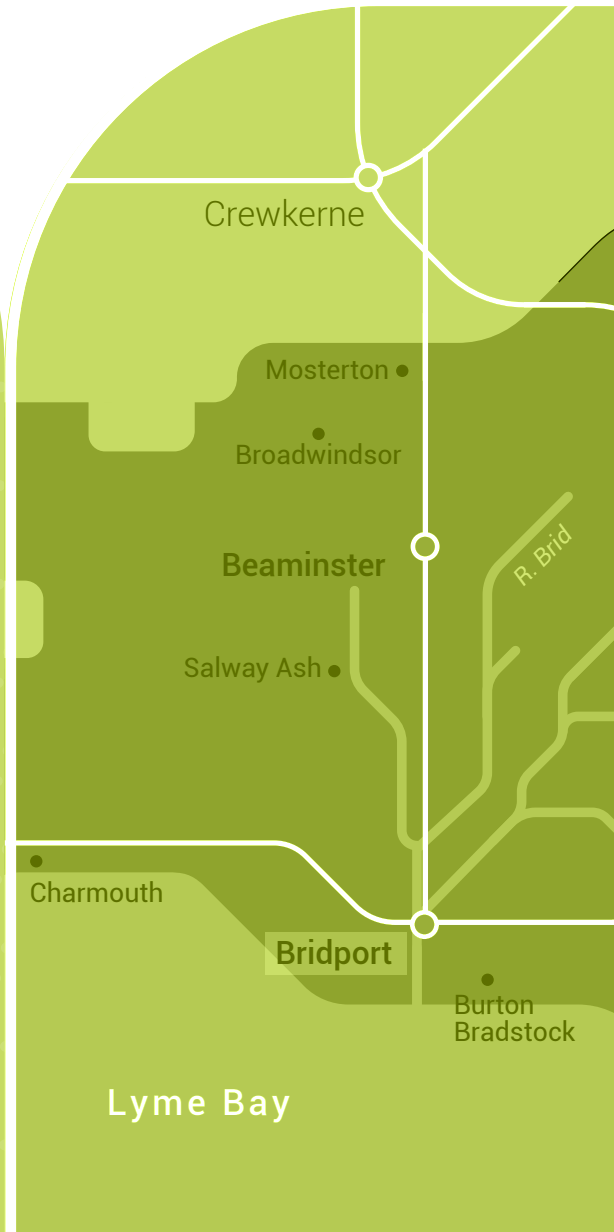 Crewkerne
Mosterton
Broadwindsor
R. Brid
Beaminster
Salway Ash
Charmouth
Bridport
Burton
Bradstock
Lyme Bay